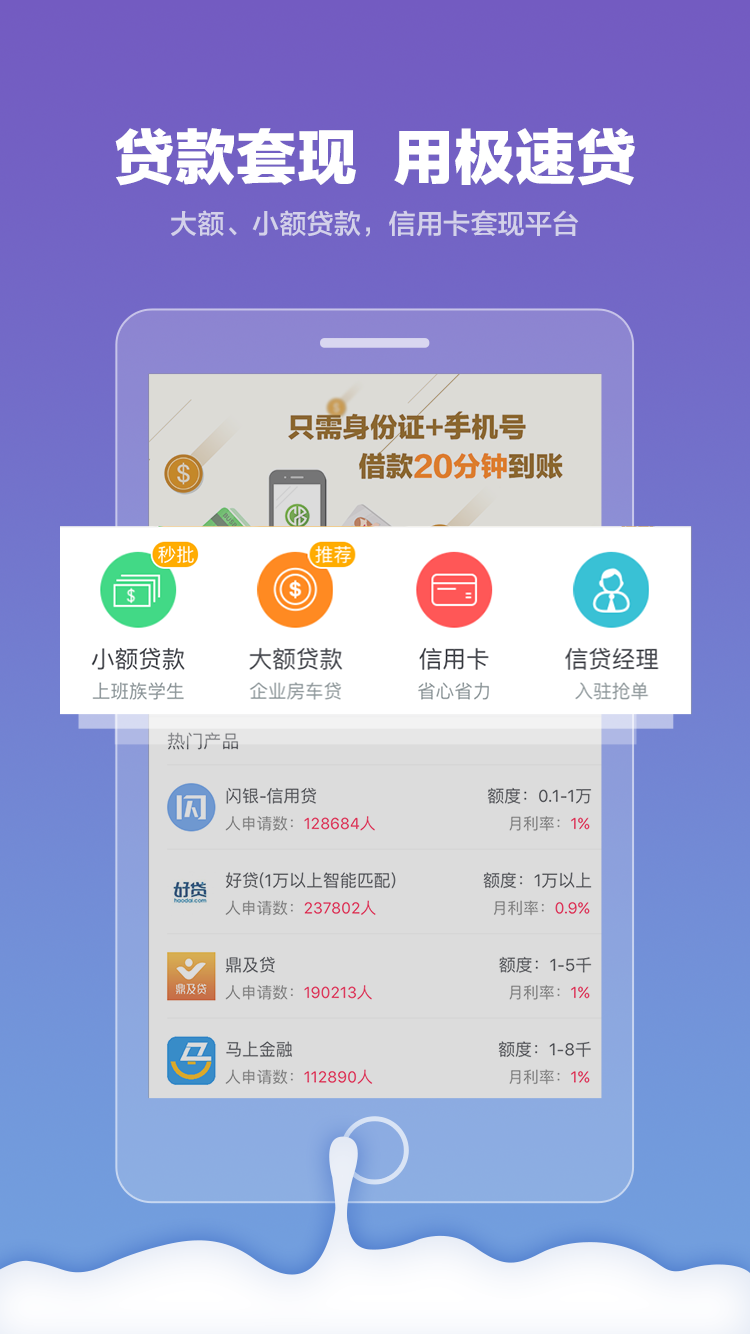 贷款套现 用极速贷
大额、小额贷款，信用卡套现平台
只需身份证+手机号
借款20分钟到账
秒批
推荐
小额贷款 大额贷款 信用卡 信贷经理
上班族学生 企业房车贷 省心省力 入驻抢单
热门产品
闪
闪银-信用贷 额度：0.1-1万
人申请数：128684人 月利率：1%
好贷
haodai.com
好贷(1万以上智能匹配) 额度：1万以上
人申请数：237802人 月利率：0.9%
鼎及贷
鼎及贷 额度：1-5千
人申请数：190213人 月利率：1%
马上金融 额度：1-8千
人申请数：112890人 月利率：1%